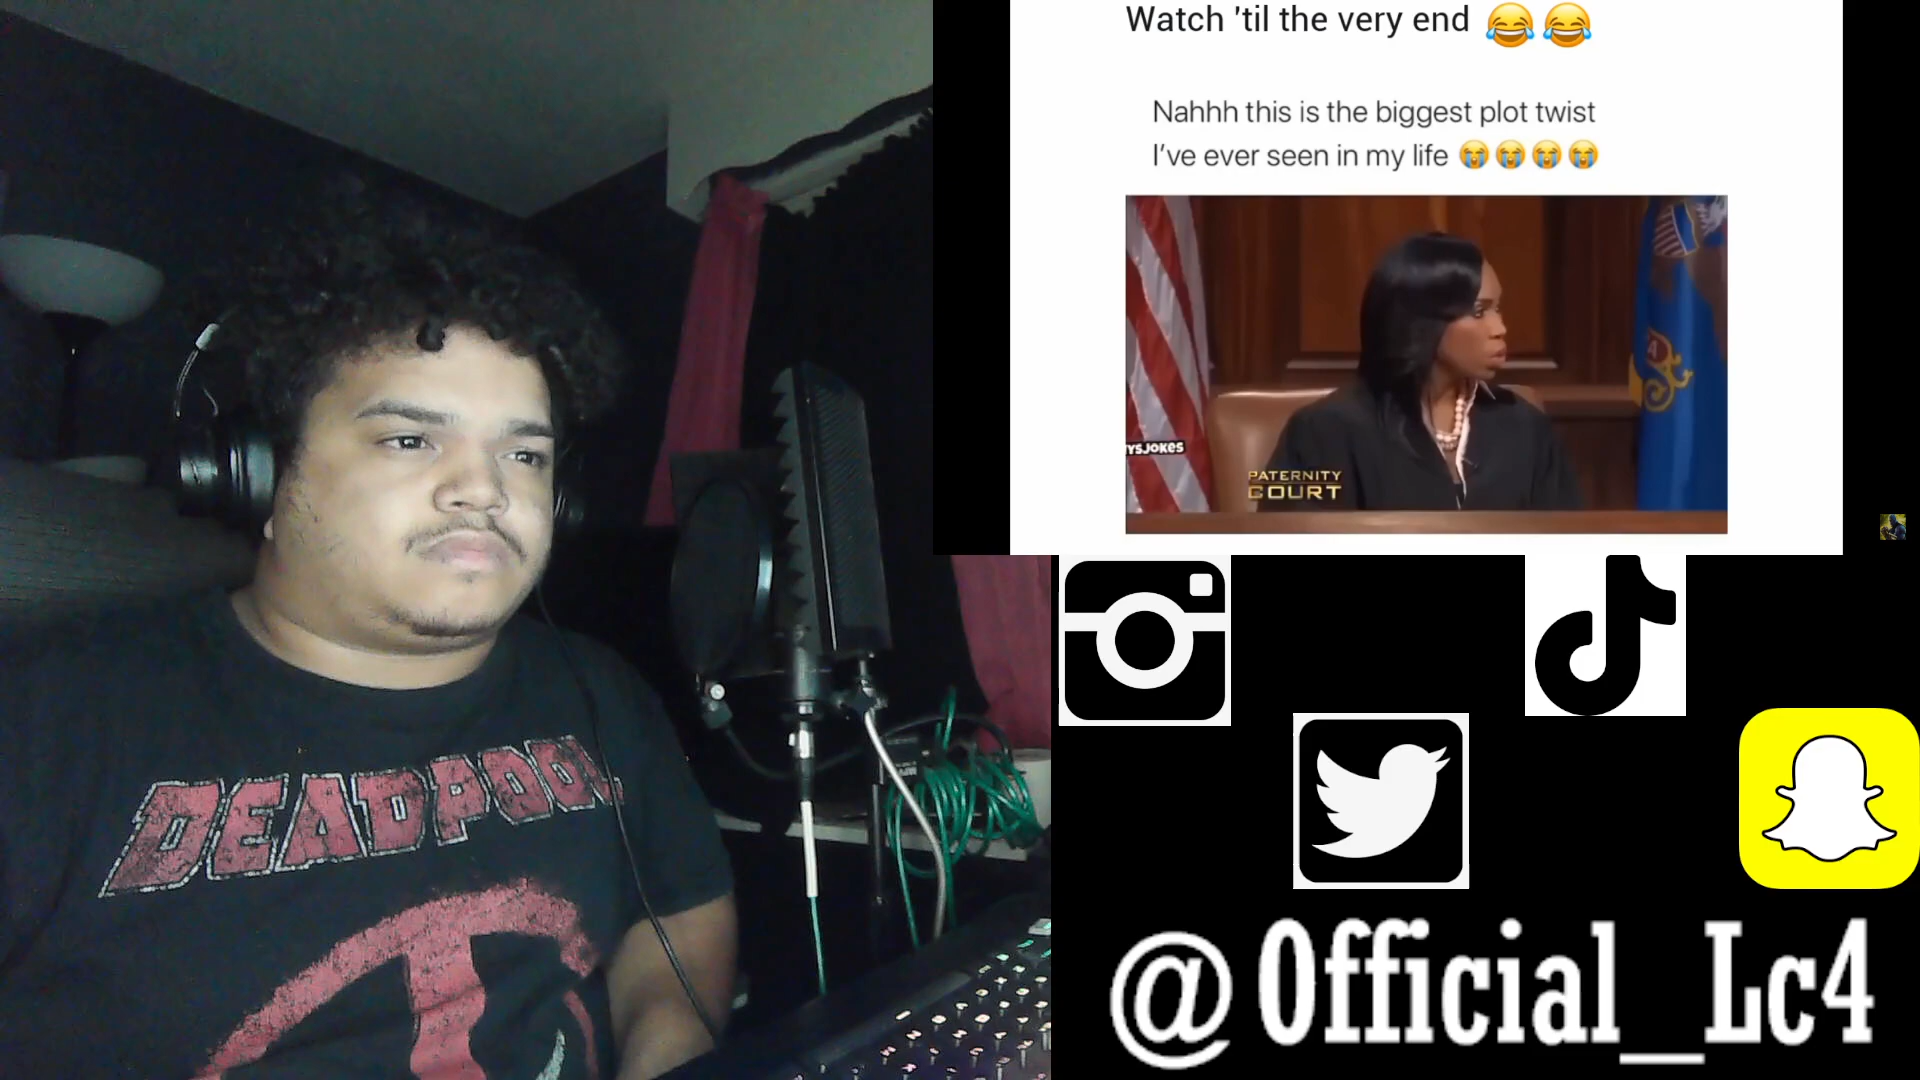 Watch 'til the very end 😂😂
Nahhh this is the biggest plot twist
I've ever seen in my life 😭😭😭😭
YSJOKES
PATERNITY
COURT
DEADPOOL
@Official_Lc4